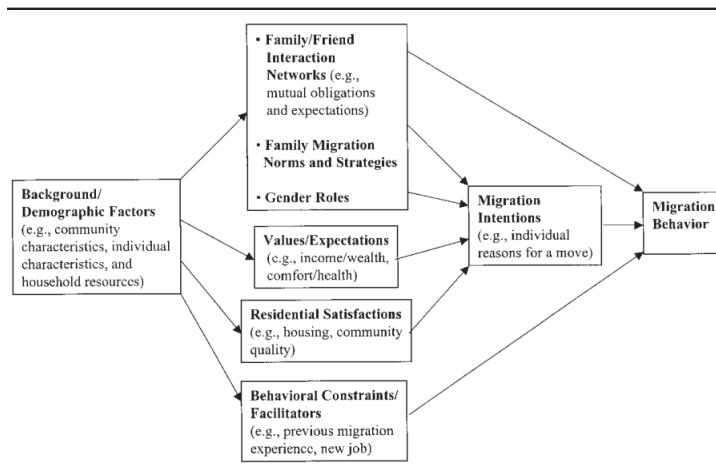 • Family/Friend
Interaction
Networks (e.g.,
mutual obligations
and expectations)
• Family Migration
Norms and Strategies
• Gender Roles
Background/
Demographic Factors
(e.g., community
characteristics, individual
characteristics, and
household resources)
Values/Expectations
(e.g., income/wealth,
comfort/health)
Residential Satisfactions
(e.g., housing, community
quality)
Behavioral Constraints/
Facilitators
(e.g., previous migration
experience, new job)
Migration
Intentions
(e.g., individual
reasons for a move)
Migration
Behavior